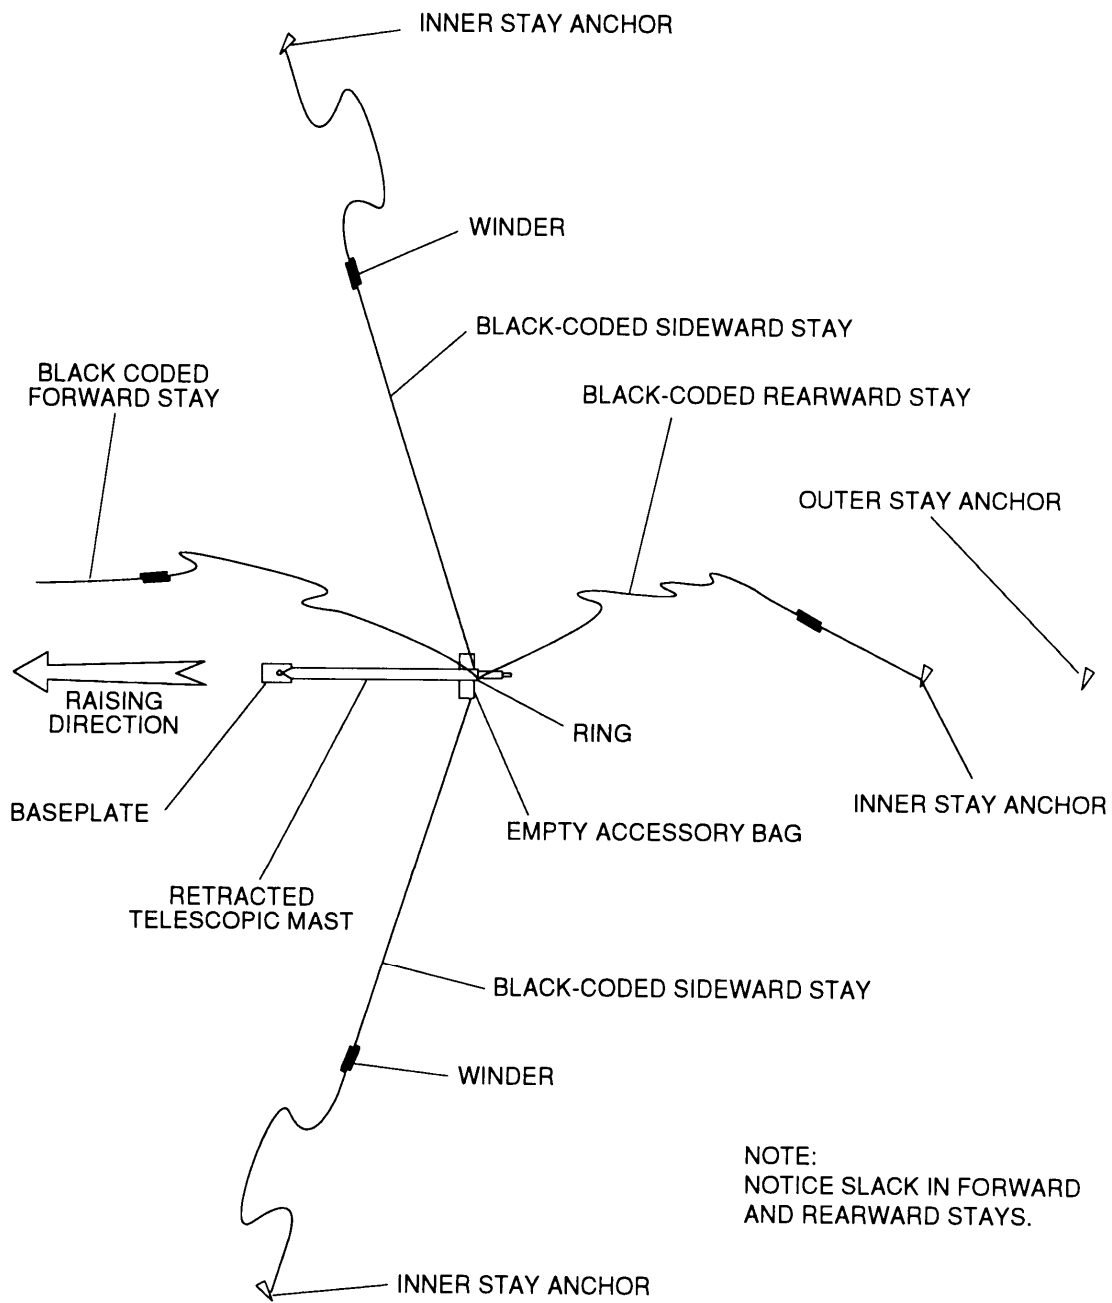 INNER STAY ANCHOR
WINDER
BLACK-CODED SIDEWARD STAY
BLACK CODED
FORWARD STAY
BLACK-CODED REARWARD STAY
OUTER STAY ANCHOR
RAISING
DIRECTION
RING
BASEPLATE
INNER STAY ANCHOR
EMPTY ACCESSORY BAG
RETRACTED
TELESCOPIC MAST
BLACK-CODED SIDEWARD STAY
WINDER
NOTE:
NOTICE SLACK IN FORWARD
AND REARWARD STAYS.
INNER STAY ANCHOR